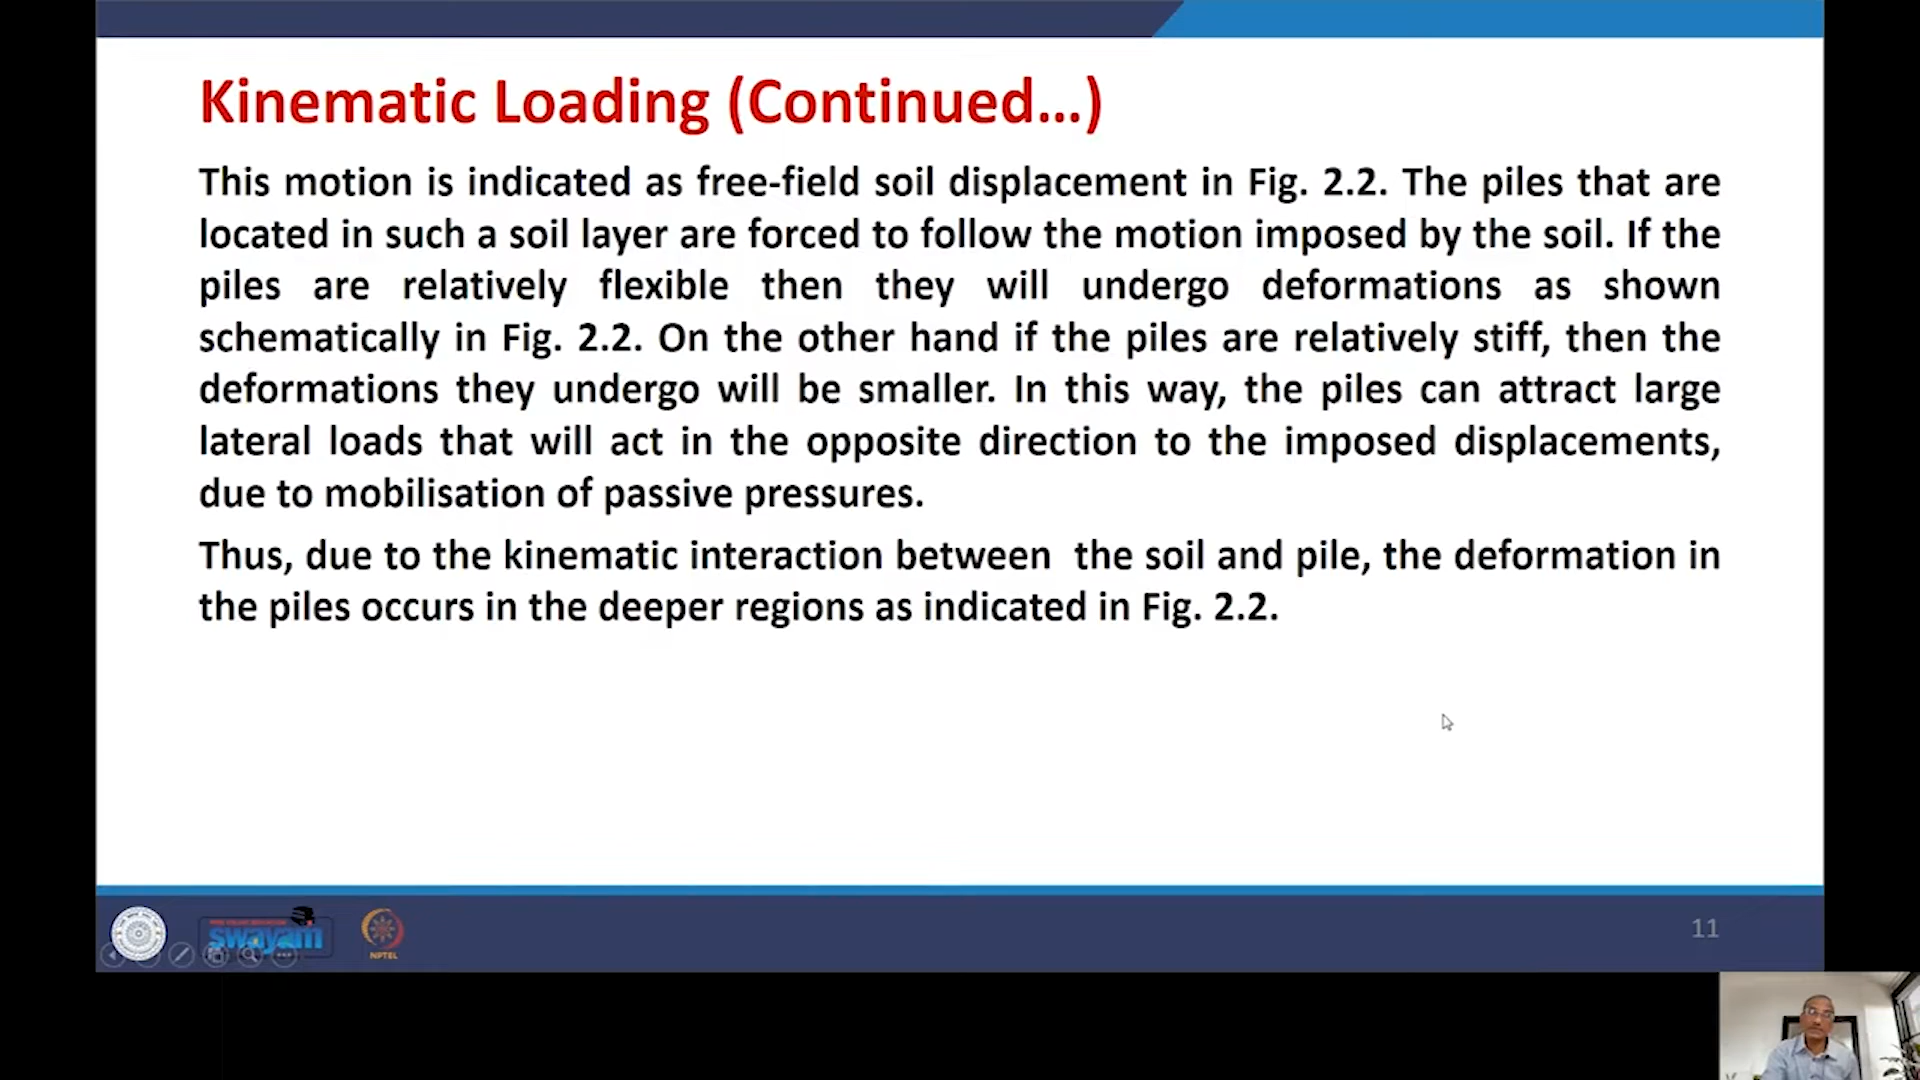 Kinematic Loading (Continued...)
This motion is indicated as free-field soil displacement in Fig. 2.2. The piles that are
located in such a soil layer are forced to follow the motion imposed by the soil. If the
piles are relatively flexible then they will undergo deformations as shown
schematically in Fig. 2.2. On the other hand if the piles are relatively stiff, then the
deformations they undergo will be smaller. In this way, the piles can attract large
lateral loads that will act in the opposite direction to the imposed displacements,
due to mobilisation of passive pressures.
Thus, due to the kinematic interaction between the soil and pile, the deformation in
the piles occurs in the deeper regions as indicated in Fig. 2.2.
swayam
NPTEL
11